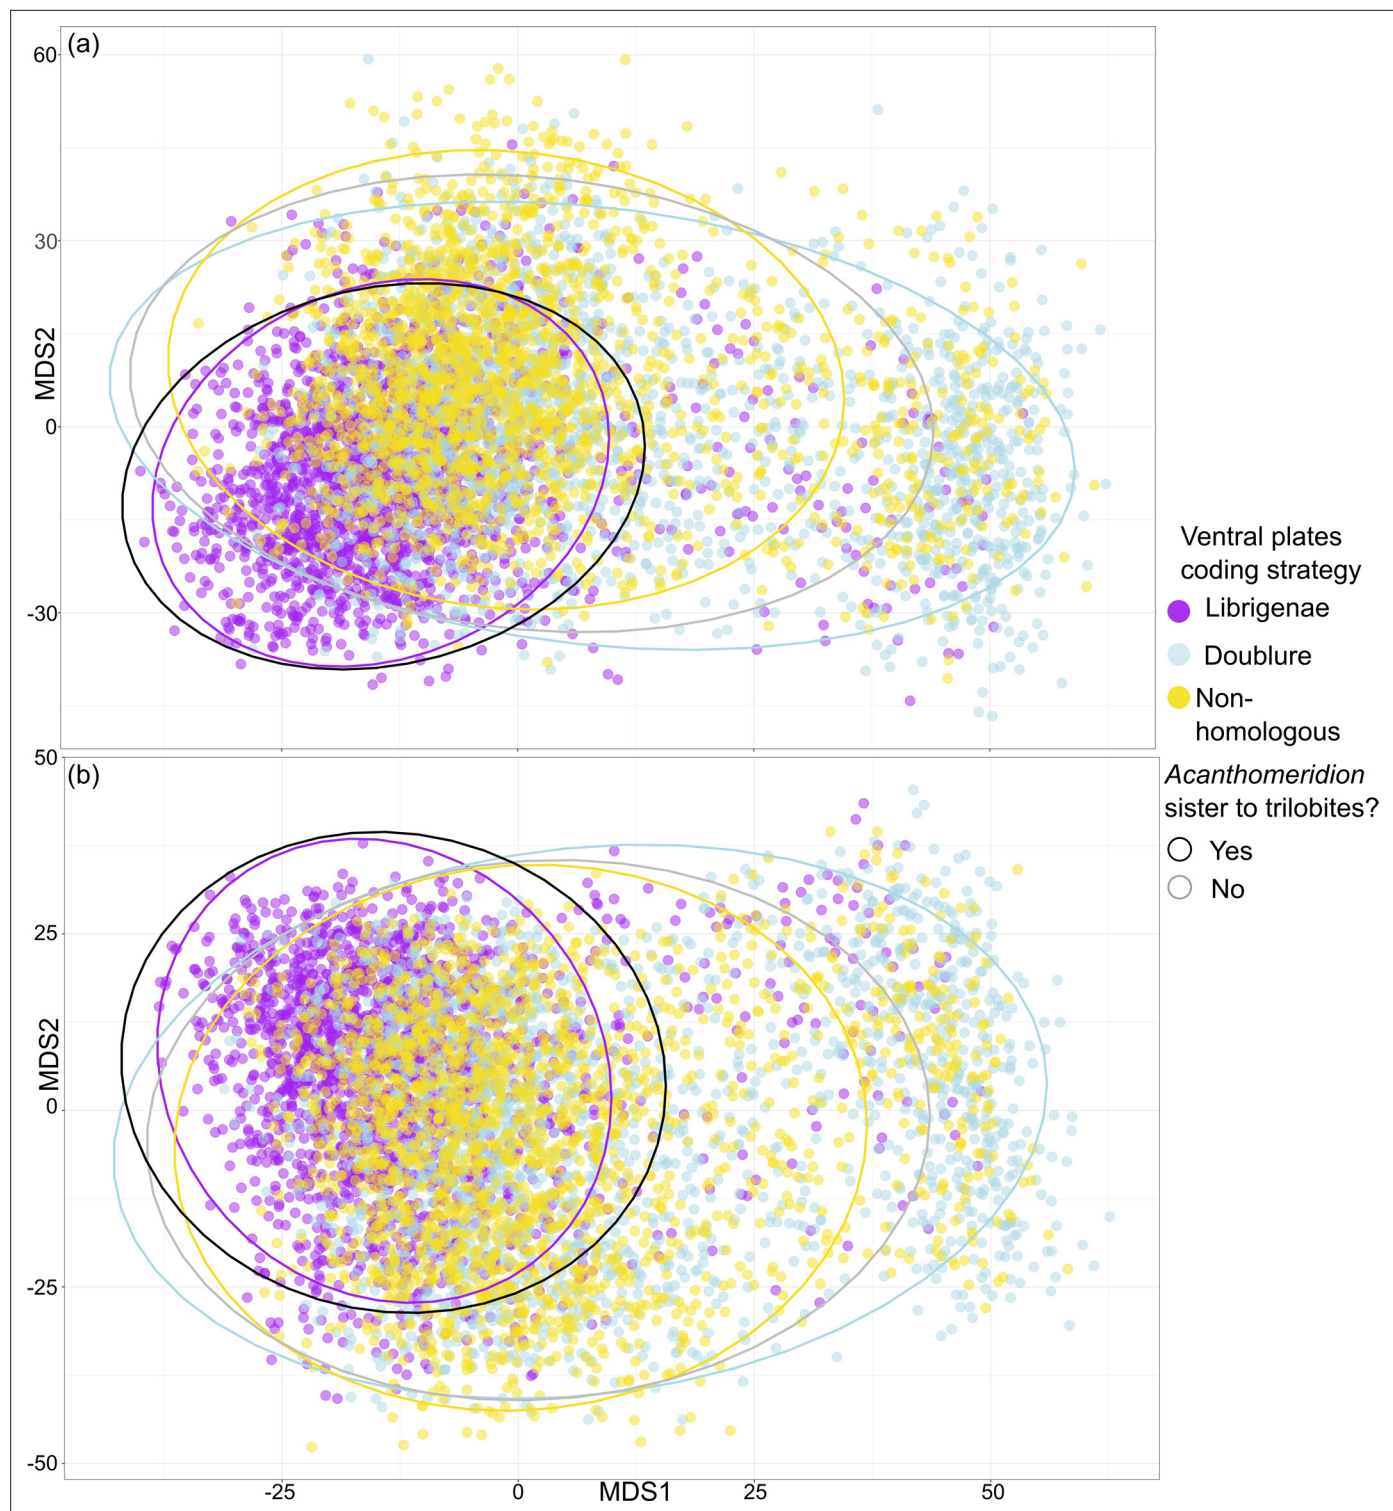 (a)
60
30
0
-30
MDS2
Ventral plates
coding strategy
Librigenae
Doublure
Non-
homologous
Acanthomeridion
sister to trilobites?
Yes
No
(b)
50
25
0
-25
-50
MDS2
-25
0
25
50
MDS1